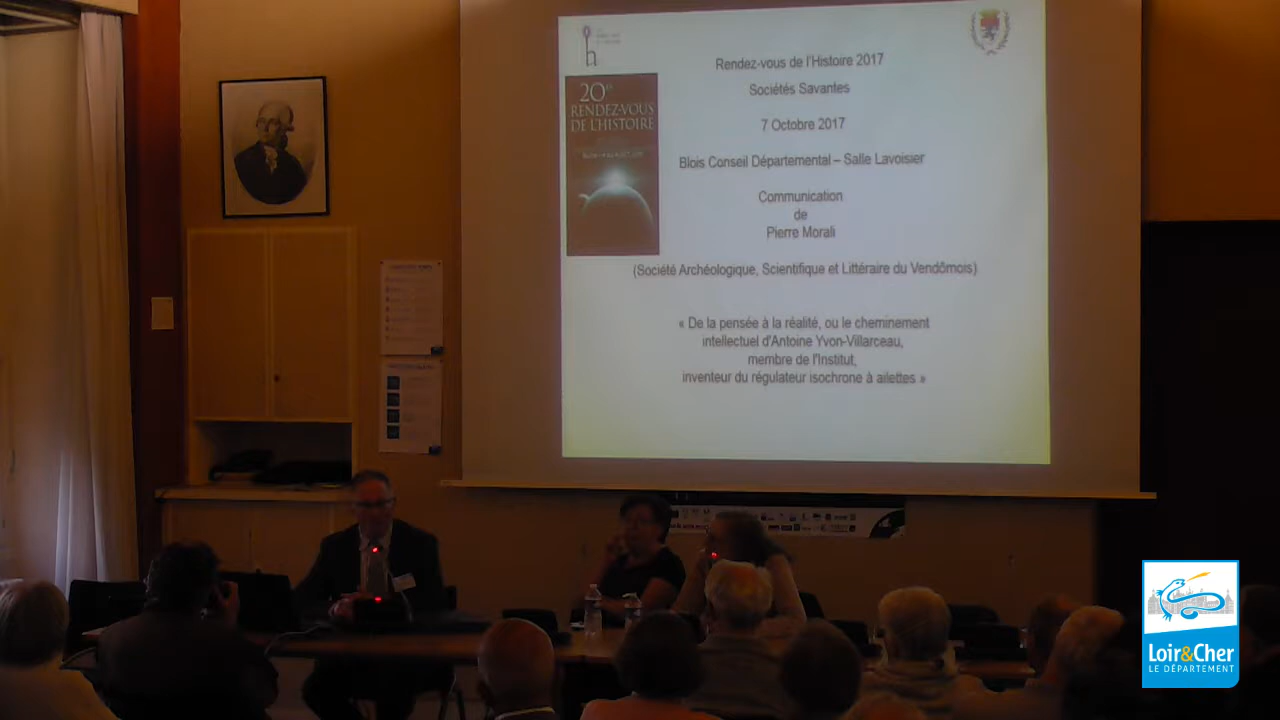 Rendez-vous de l'Histoire 2017
Sociétés Savantes
7 Octobre 2017
Blois Conseil Départemental – Salle Lavoisier
Communication
de
Pierre Morali
(Société Archéologique, Scientifique et Littéraire du Vendômois)
« De la pensée à la réalité, ou le cheminement
intellectuel d'Antoine Yvon-Villarceau,
membre de l'Institut,
inventeur du régulateur isochrone à ailettes »
h
20es
RENDEZ-VOUS
DE L'HISTOIRE
Loir&Cher
LE DÉPARTEMENT